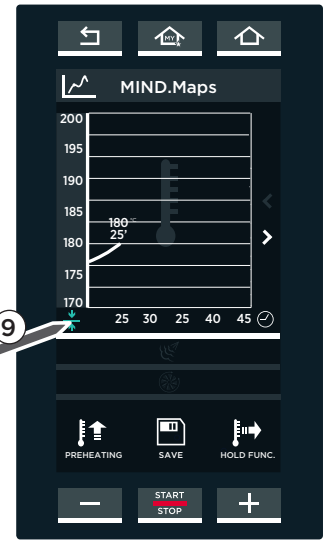 MY
MIND.Maps
200
195
190
185
180
175
170
180°C
25'
25 30 25 40 45
9
PREHEATING SAVE HOLD FUNC.
START
STOP